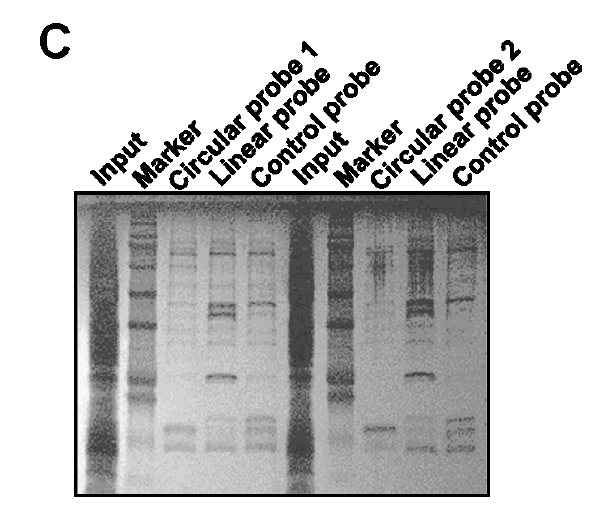 C
Input
Marker
Circular probe 1
Linear probe
Control probe
Input
Marker
Circular probe 2
Linear probe
Control probe